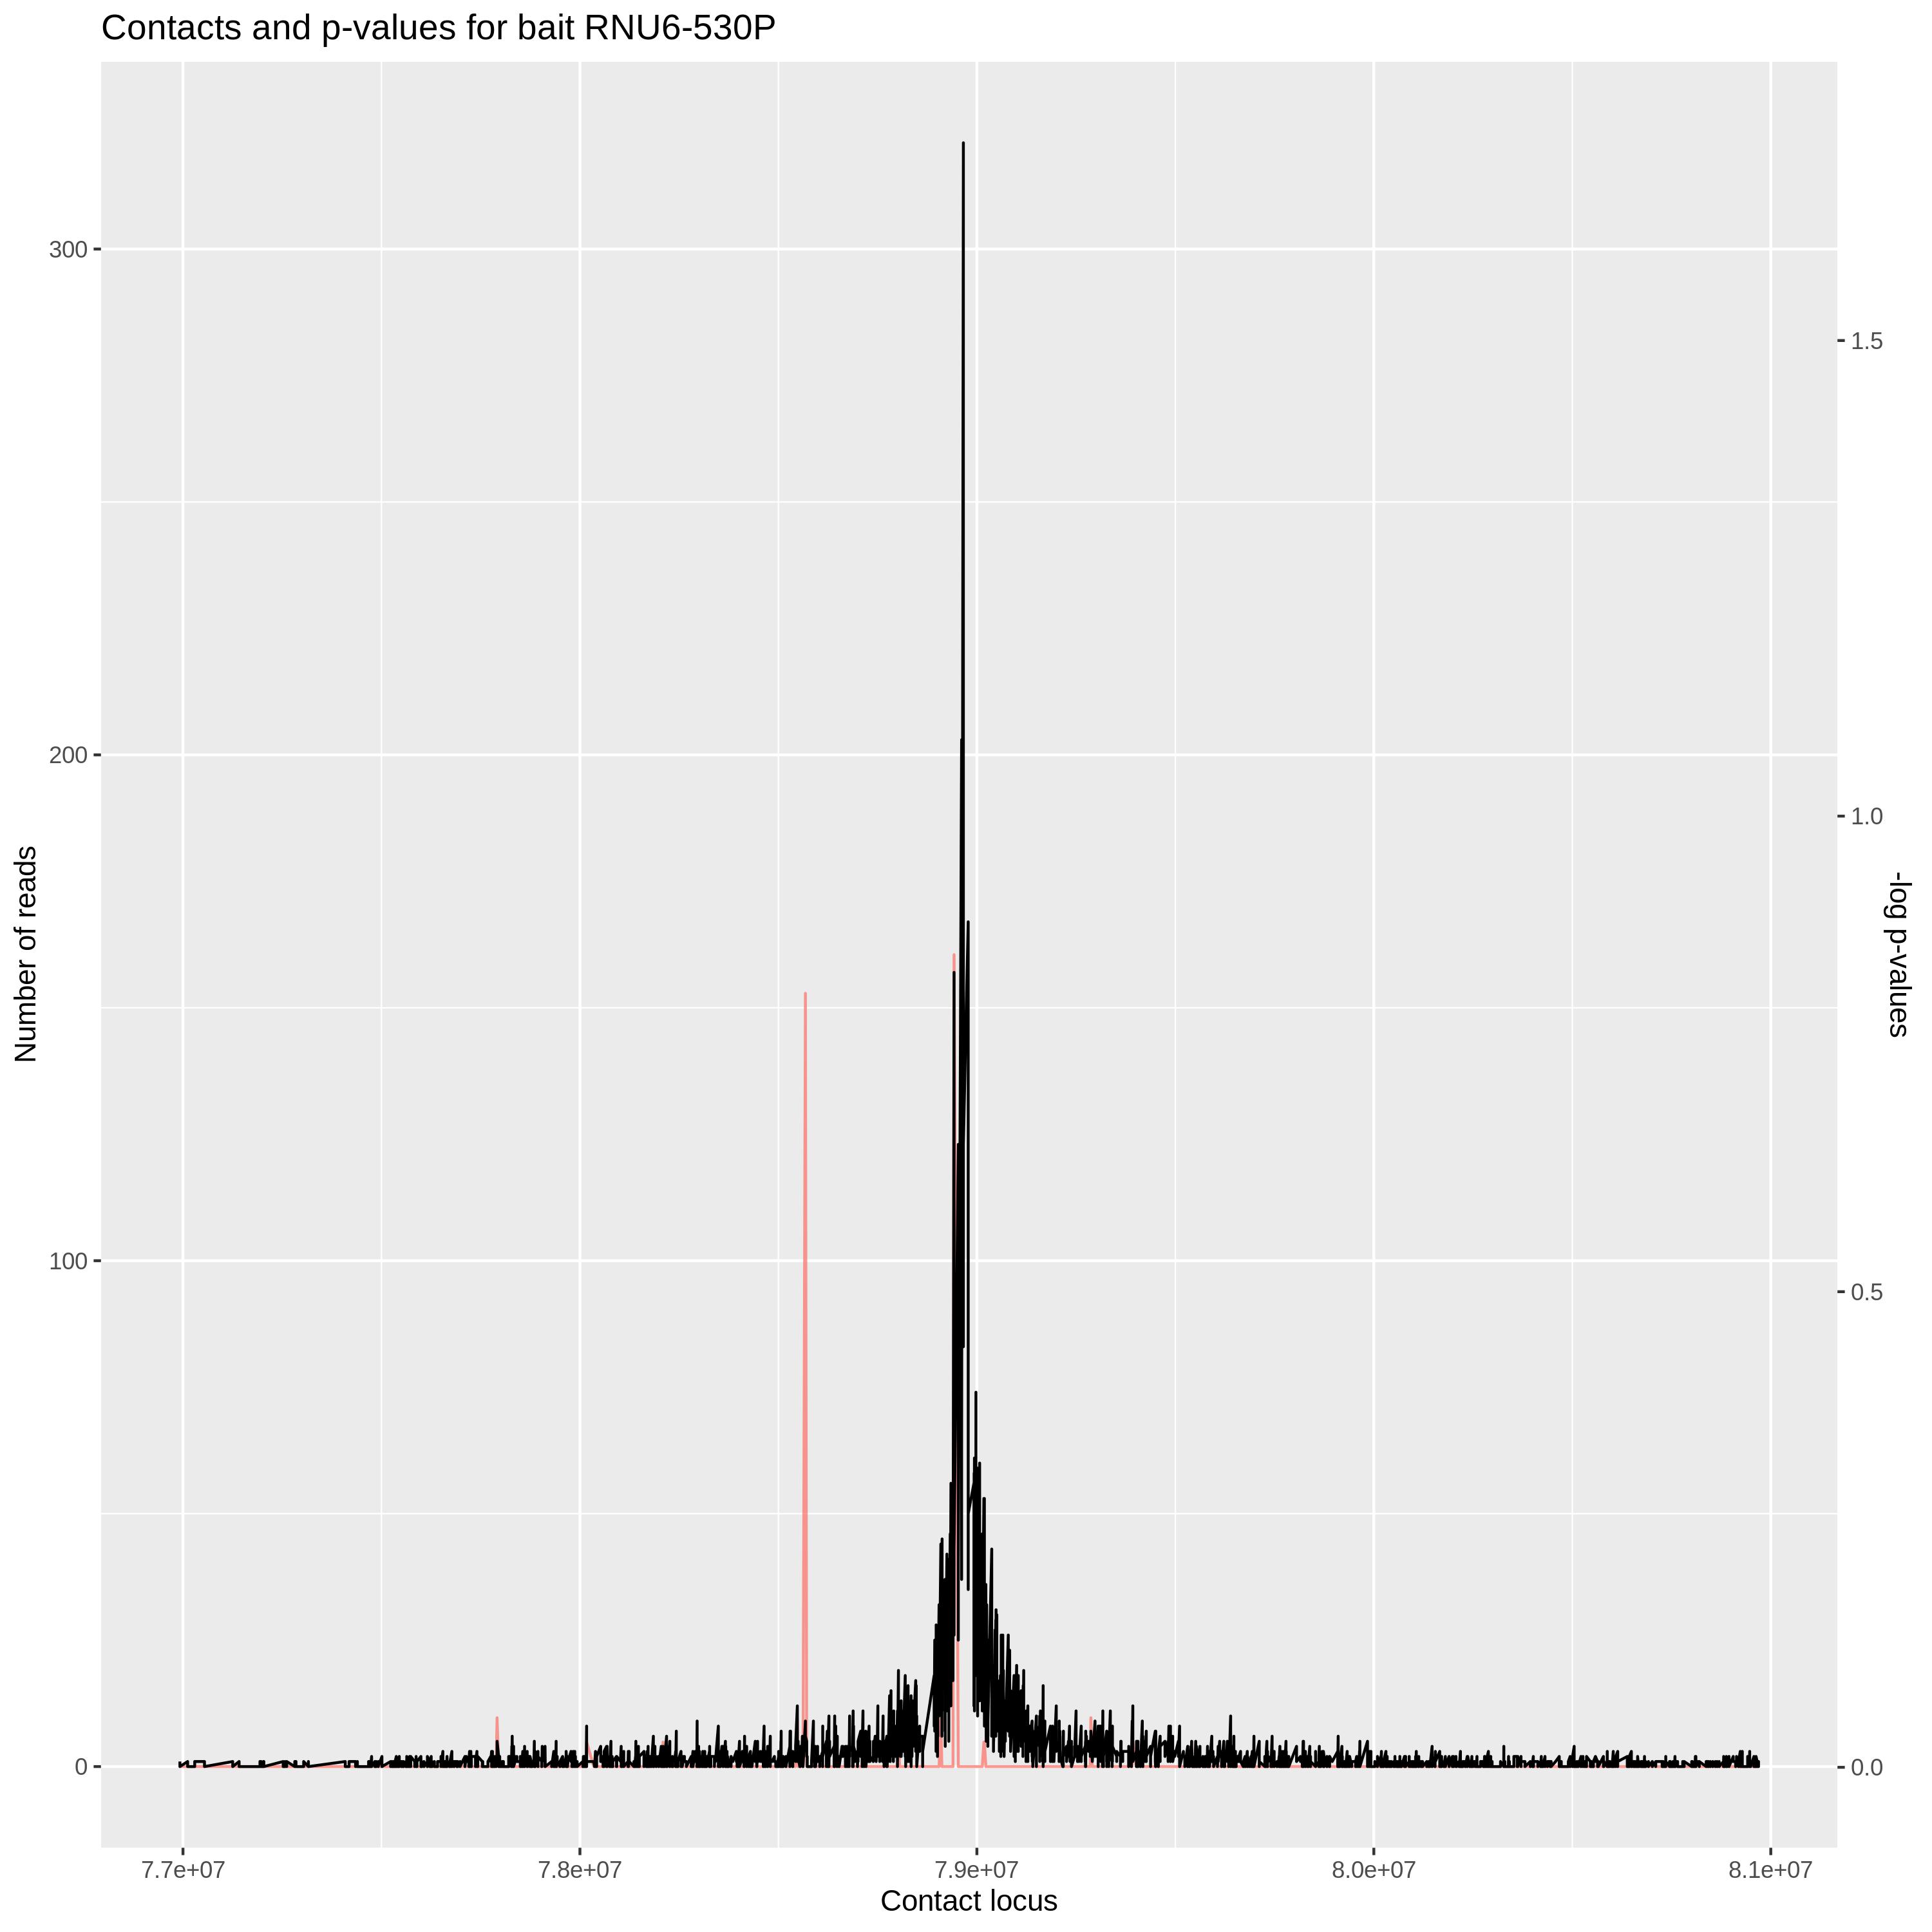 Contacts and p-values for bait RNU6-530P
300
200
100
0
Number of reads
1.5
1.0
0.5
0.0
-log p-values
7.7e+07
7.8e+07
7.9e+07
8.0e+07
8.1e+07
Contact locus